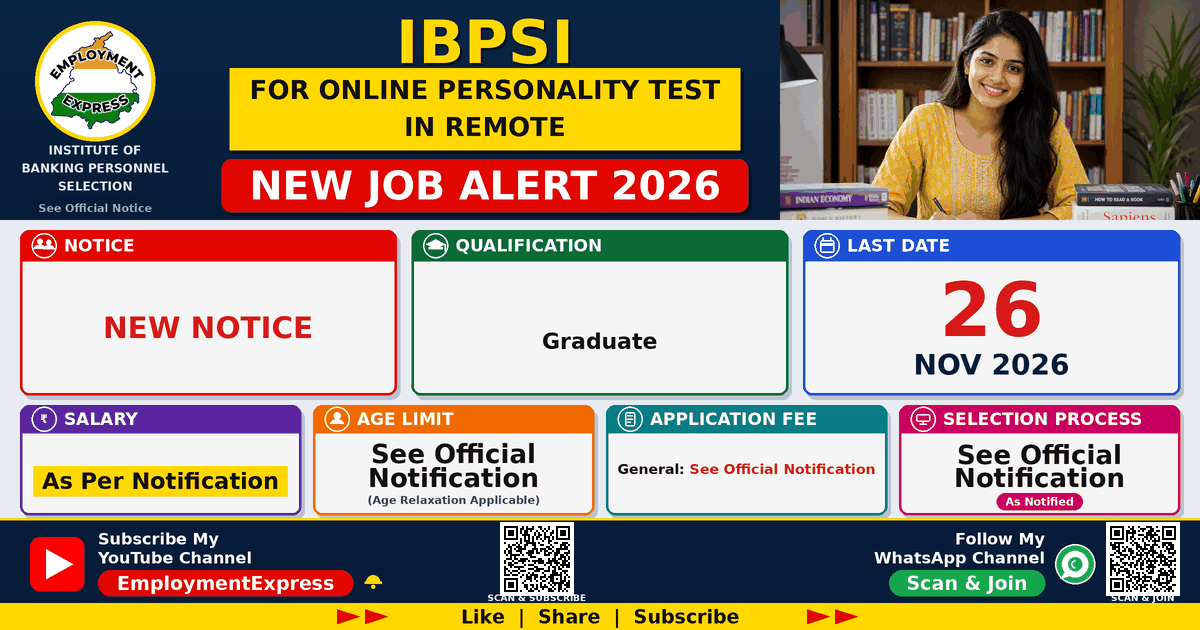 EMPLOYMENT
EXPRESS
INSTITUTE OF
BANKING PERSONNEL
SELECTION
See Official Notice
IBPSI
FOR ONLINE PERSONALITY TEST
IN REMOTE
NEW JOB ALERT 2026
INDIAN ECONOMY
WORLD HISTORY
HOW TO READ A BOOK
Sapiens
NOTICE
NEW NOTICE
QUALIFICATION
Graduate
LAST DATE
26
NOV 2026
₹ SALARY
As Per Notification
AGE LIMIT
See Official
Notification
(Age Relaxation Applicable)
APPLICATION FEE
General: See Official Notification
SELECTION PROCESS
See Official
Notification
As Notified
Subscribe My
YouTube Channel
EmploymentExpress
SCAN & SUBSCRIBE
Follow My
WhatsApp Channel
Scan & Join
SCAN & JOIN
Like | Share | Subscribe